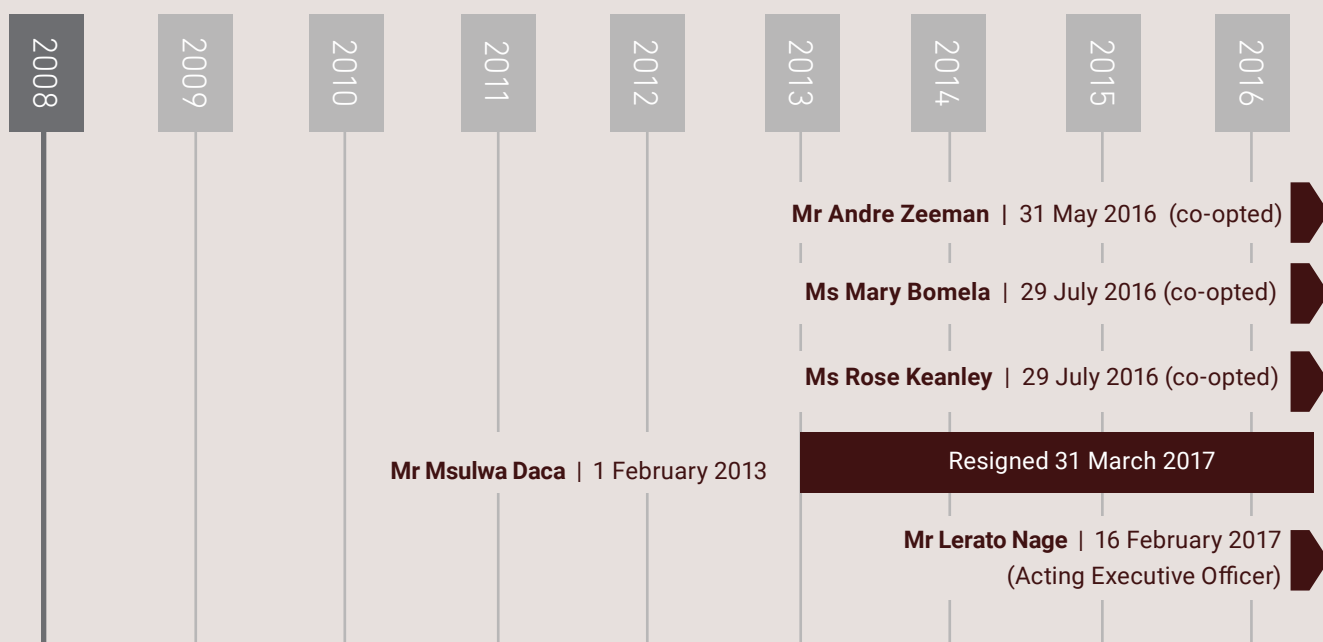 2008
2009
2010
2011
2012
2013
2014
2015
2016
Mr Andre Zeeman | 31 May 2016 (co-opted)
Ms Mary Bomela | 29 July 2016 (co-opted)
Ms Rose Keanley | 29 July 2016 (co-opted)
Mr Msulwa Daca | 1 February 2013
Resigned 31 March 2017
Mr Lerato Nage | 16 February 2017
(Acting Executive Officer)